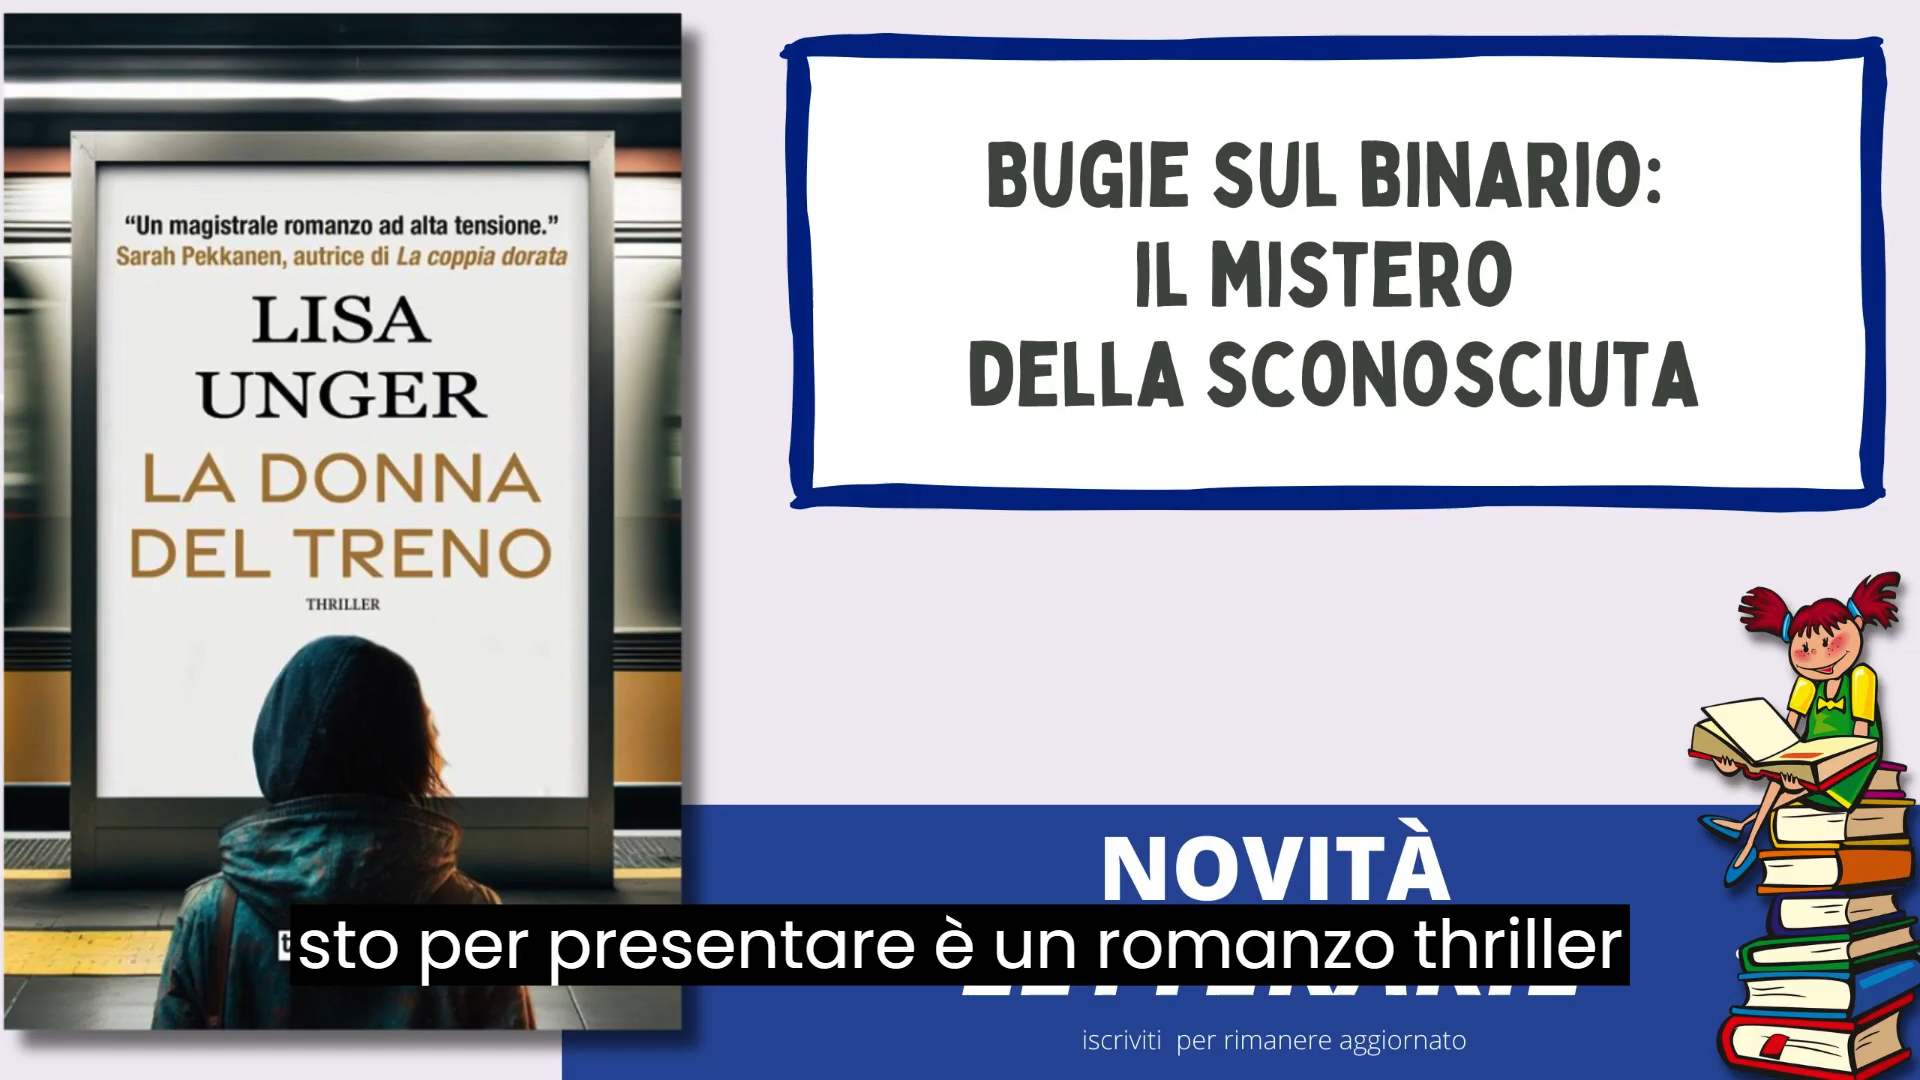 “Un magistrale romanzo ad alta tensione.”
Sarah Pekkanen, autrice di La coppia dorata
LISA
UNGER
LA DONNA
DEL TRENO
THRILLER
BUGIE SUL BINARIO:
IL MISTERO
DELLA SCONOSCIUTA
NOVITÀ
sto per presentare è un romanzo thriller
iscriviti per rimanere aggiornato